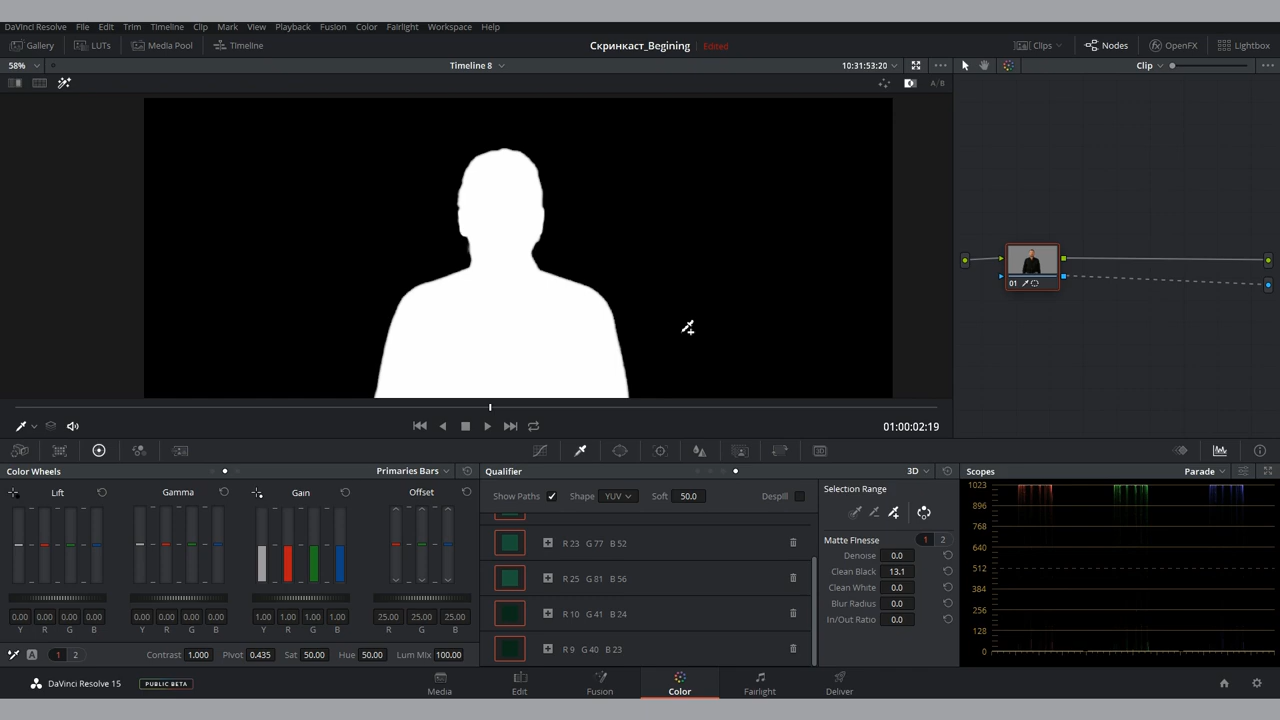 DaVinci Resolve File Edit Trim Timeline Clip Mark View Playback Fusion Color Fairlight Workspace Help
Gallery LUTs Media Pool Timeline Скринкаст_Begining Edited Clips Nodes OpenFX Lightbox
58% Timeline 8 10:31:53:20 Clip
A/B
01
01:00:02:19
Color Wheels Primaries Bars Qualifier 3D Scopes Parade
Lift Gamma Gain Offset
Show Paths Shape YUV Soft 50.0 Despill
Selection Range
R 23 G 77 B 52
R 25 G 81 B 56
R 10 G 41 B 24
R 9 G 40 B 23
Matte Finesse 1 2
Denoise 0.0
Clean Black 13.1
Clean White 0.0
Blur Radius 0.0
In/Out Ratio 0.0
1023
896
768
640
512
384
256
128
0
0.00 0.00 0.00 0.00 0.00 0.00 0.00 0.00 1.00 1.00 1.00 1.00 25.00 25.00 25.00
Y R G B Y R G B Y R G B R G B
A 1 2 Contrast 1.000 Pivot 0.435 Sat 50.00 Hue 50.00 Lum Mix 100.00
DaVinci Resolve 15 PUBLIC BETA Media Edit Fusion Color Fairlight Deliver